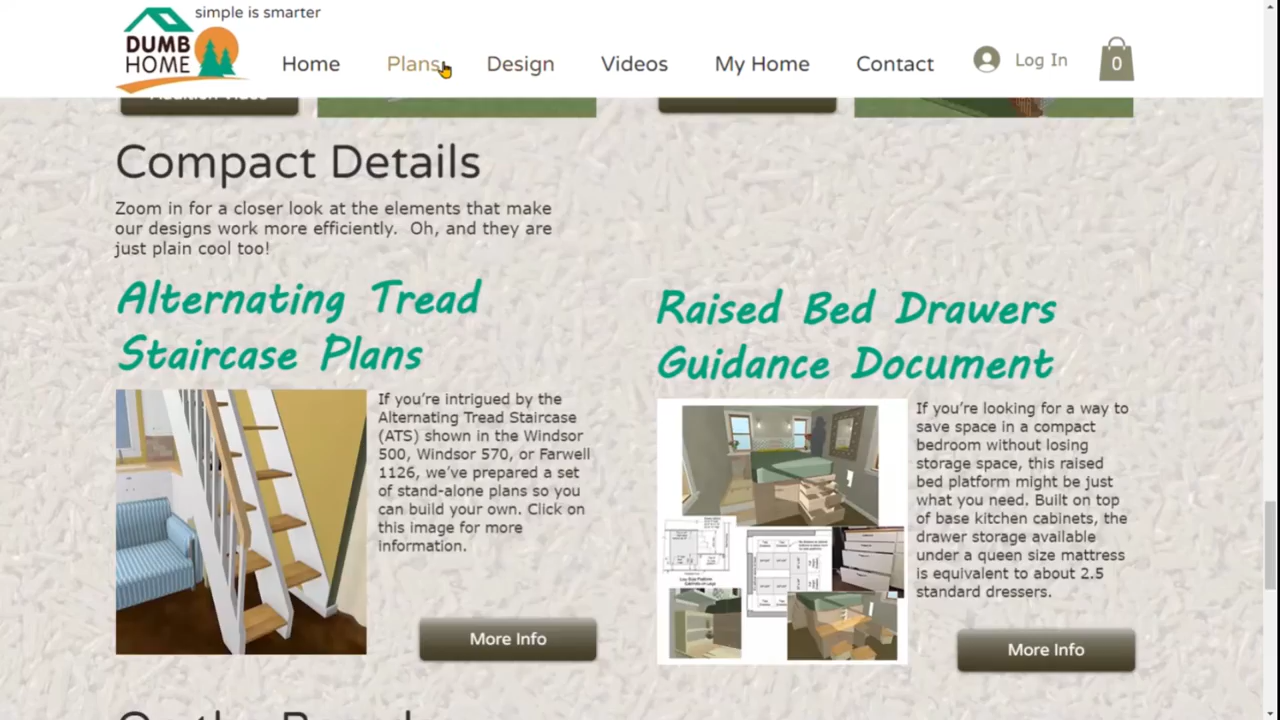 simple is smarter
DUMB
HOME
Home
Plans
Design
Videos
My Home
Contact
Log In
0
Addition Video
Compact Details
Zoom in for a closer look at the elements that make
our designs work more efficiently.  Oh, and they are
just plain cool too!
Alternating Tread
Staircase Plans
If you’re intrigued by the
Alternating Tread Staircase
(ATS) shown in the Windsor
500, Windsor 570, or Farwell
1126, we’ve prepared a set
of stand-alone plans so you
can build your own. Click on
this image for more
information.
More Info
Raised Bed Drawers
Guidance Document
If you’re looking for a way to
save space in a compact
bedroom without losing
storage space, this raised
bed platform might be just
what you need. Built on top
of base kitchen cabinets, the
drawer storage available
under a queen size mattress
is equivalent to about 2.5
standard dressers.
More Info